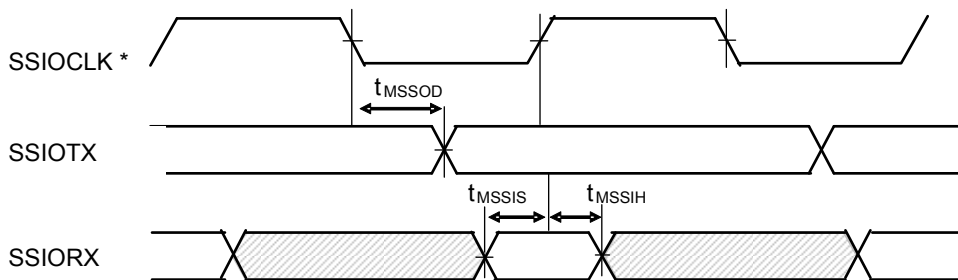 SSIOCLK *
tMSSOD
SSIOTX
tMSSIS tMSSIH
SSIORX